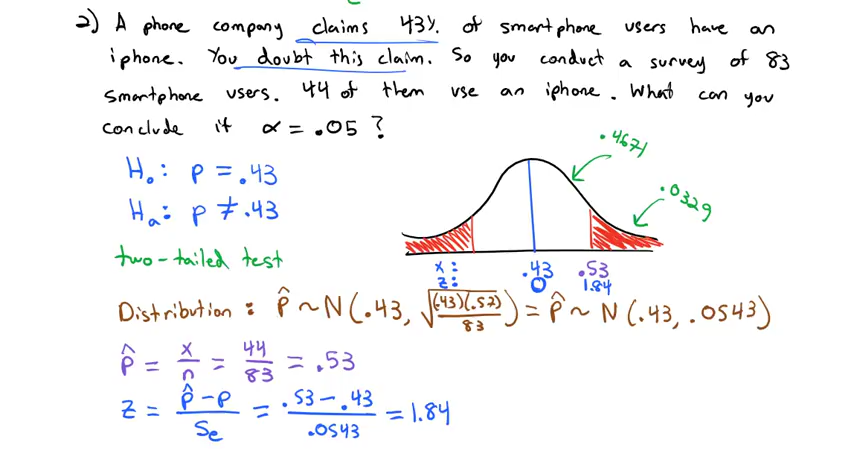 2) A phone company claims 43% of smartphone users have an
iphone. You doubt this claim. So you conduct a survey of 83
smartphone users. 44 of them use an iphone. What can you
conclude if α = .05 ?
H₀: p = .43
Hₐ: p ≠ .43
two-tailed test
.4671
.0329
x: .43 .53
z: 0 1.84
Distribution: p̂ ~ N(.43, √((.43)(.57)/83)) = p̂ ~ N(.43, .0543)
p̂ = x/n = 44/83 = .53
z = (p̂ - p)/Se = (.53 - .43)/.0543 = 1.84